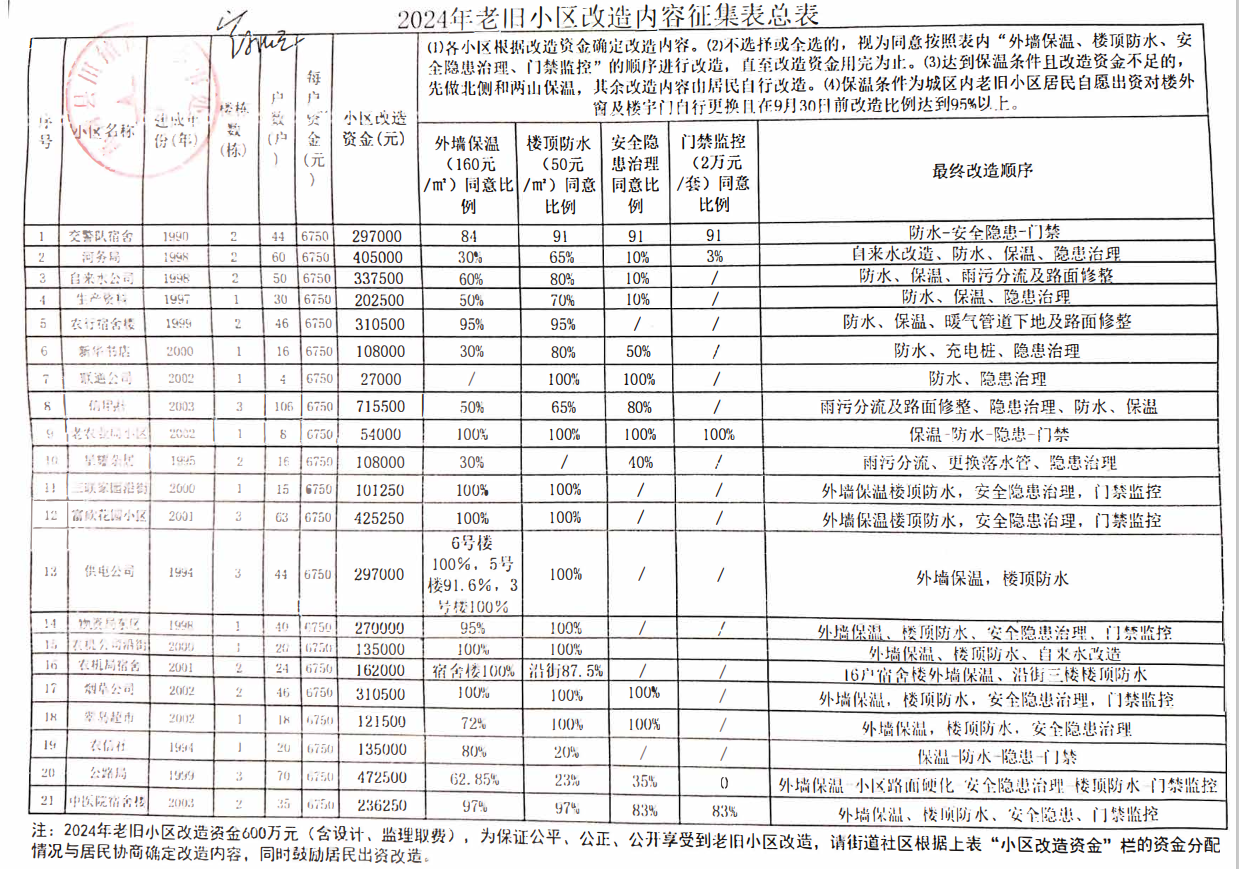 2024年老旧小区改造内容征集表总表
序号 小区名称 建成年份(年) 楼栋数(栋) 户数(户) 每户资金(元) 小区改造资金(元) (1)各小区根据改造资金确定改造内容。(2)不选择或全选的，视为同意按照表内“外墙保温、楼顶防水、安全隐患治理、门禁监控”的顺序进行改造，直至改造资金用完为止。(3)达到保温条件且改造资金不足的，先做北侧和两山保温，其余改造内容由居民自行改造。(4)保温条件为城区内老旧小区居民自愿出资对楼外窗及楼宇门自行更换且在9月30日前改造比例达到95%以上。
外墙保温（160元/㎡）同意比例 楼顶防水（50元/㎡）同意比例 安全隐患治理同意比例 门禁监控（2万元/套）同意比例 最终改造顺序
1 交警队宿舍 1990 2 44 6750 297000 84 91 91 91 防水-安全隐患-门禁
2 河务局 1998 2 60 6750 405000 30% 65% 10% 3% 自来水改造、防水、保温、隐患治理
3 自来水公司 1998 2 50 6750 337500 60% 80% 10% / 防水、保温、雨污分流及路面修整
4 生产资料 1997 1 30 6750 202500 50% 70% 10% / 防水、保温、隐患治理
5 农行宿舍楼 1999 2 46 6750 310500 95% 95% / / 防水、保温、暖气管道下地及路面修整
6 新华书店 2000 1 16 6750 108000 30% 80% 50% / 防水、充电桩、隐患治理
7 联通公司 2002 1 4 6750 27000 / 100% 100% / 防水、隐患治理
8 信用社 2003 3 106 6750 715500 50% 65% 80% / 雨污分流及路面修整、隐患治理、防水、保温
9 老农业局小区 2002 1 8 6750 54000 100% 100% 100% 100% 保温-防水-隐患-门禁
10 1995 2 16 6750 108000 30% / 40% / 雨污分流、更换落水管、隐患治理
11 三联家园沿街 2000 1 15 6750 101250 100% 100% / / 外墙保温楼顶防水，安全隐患治理，门禁监控
12 富欣花园小区 2001 3 63 6750 425250 100% 100% / / 外墙保温楼顶防水，安全隐患治理，门禁监控
13 供电公司 1994 3 44 6750 297000 6号楼100%，5号楼91.6%，3号楼100% 100% / / 外墙保温，楼顶防水
14 物资局东区 1998 1 40 6750 270000 95% 100% / / 外墙保温、楼顶防水、安全隐患治理、门禁监控
15 农机公司沿街 2000 1 20 6750 135000 100% 100% 外墙保温、楼顶防水、自来水改造
16 农机局宿舍 2001 2 24 6750 162000 宿舍楼100% 沿街87.5% / / 16户宿舍楼外墙保温、沿街三楼楼顶防水
17 烟草公司 2002 2 46 6750 310500 100% 100% 100% / 外墙保温，楼顶防水，安全隐患治理，门禁监控
18 超市 2002 1 18 6750 121500 72% 100% 100% / 外墙保温，楼顶防水，安全隐患治理
19 农信社 1994 1 20 6750 135000 80% 20% / / 保温-防水-隐患-门禁
20 公路局 1999 3 70 6750 472500 62.85% 23% 35% 0 外墙保温-小区路面硬化-安全隐患治理-楼顶防水-门禁监控
21 中医院宿舍楼 2003 2 35 6750 236250 97% 97% 83% 83% 外墙保温、楼顶防水、安全隐患、门禁监控
注：2024年老旧小区改造资金600万元（含设计、监理取费），为保证公平、公正、公开享受到老旧小区改造，请街道社区根据上表“小区改造资金”栏的资金分配
情况与居民协商确定改造内容，同时鼓励居民出资改造。